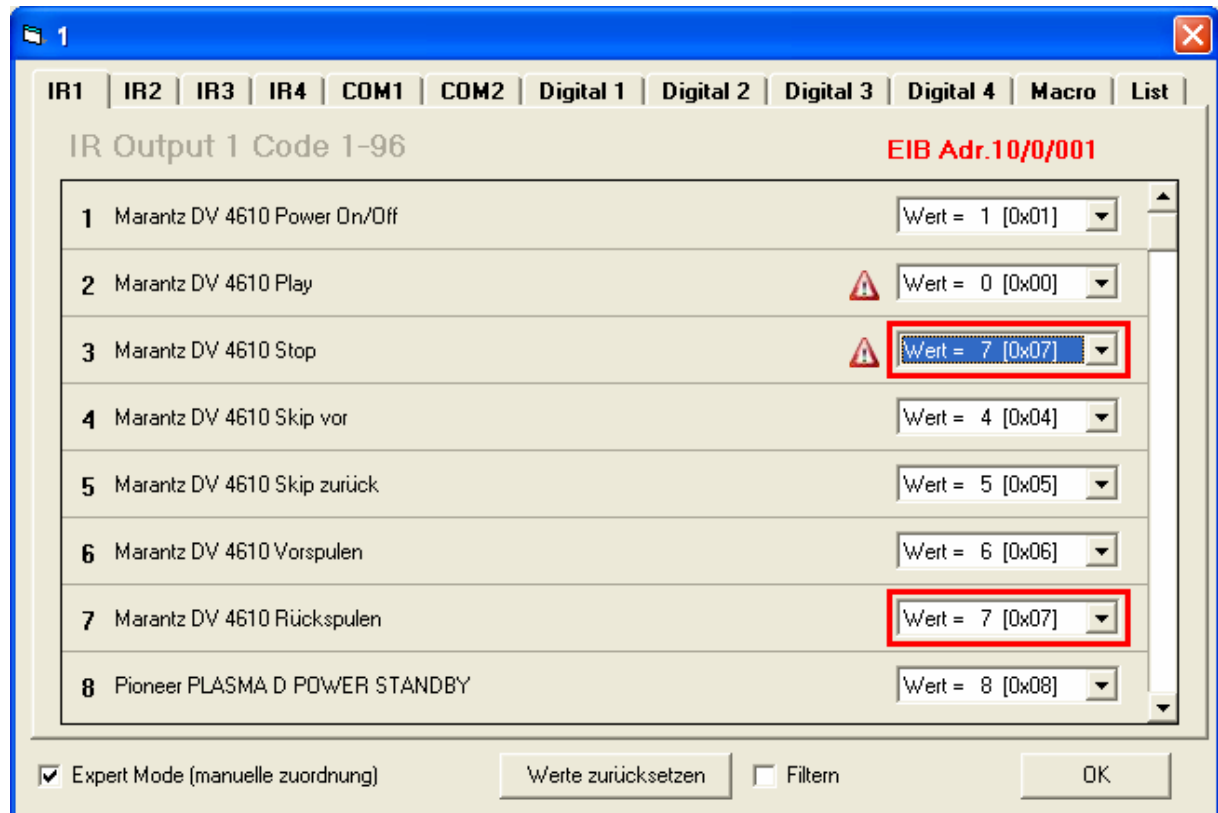 1
IR1 IR2 IR3 IR4 COM1 COM2 Digital 1 Digital 2 Digital 3 Digital 4 Macro List
IR Output 1 Code 1-96 EIB Adr.10/0/001
1 Marantz DV 4610 Power On/Off Wert = 1 [0x01]
2 Marantz DV 4610 Play Wert = 0 [0x00]
3 Marantz DV 4610 Stop Wert = 7 [0x07]
4 Marantz DV 4610 Skip vor Wert = 4 [0x04]
5 Marantz DV 4610 Skip zurück Wert = 5 [0x05]
6 Marantz DV 4610 Vorspulen Wert = 6 [0x06]
7 Marantz DV 4610 Rückspulen Wert = 7 [0x07]
8 Pioneer PLASMA D POWER STANDBY Wert = 8 [0x08]
Expert Mode (manuelle zuordnung) Werte zurücksetzen Filtern OK